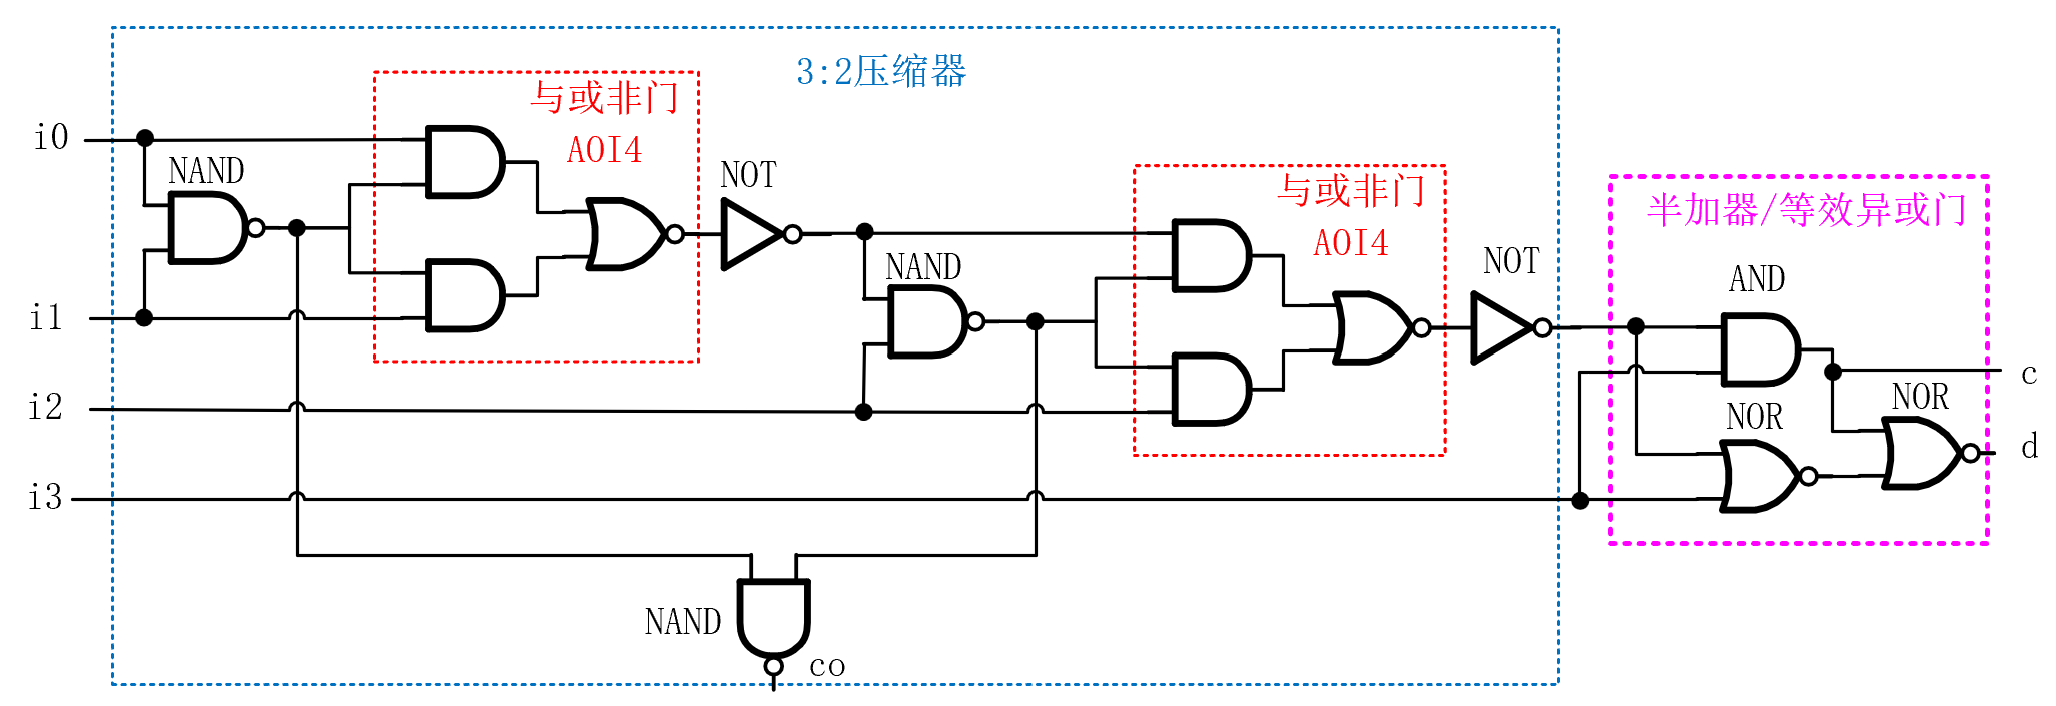 3:2压缩器
与或非门
AOI4
i0
NAND
NOT
i1
与或非门
AOI4
NAND
NOT
i2
半加器/等效异或门
AND
c
NOR
NOR
d
i3
NAND
co